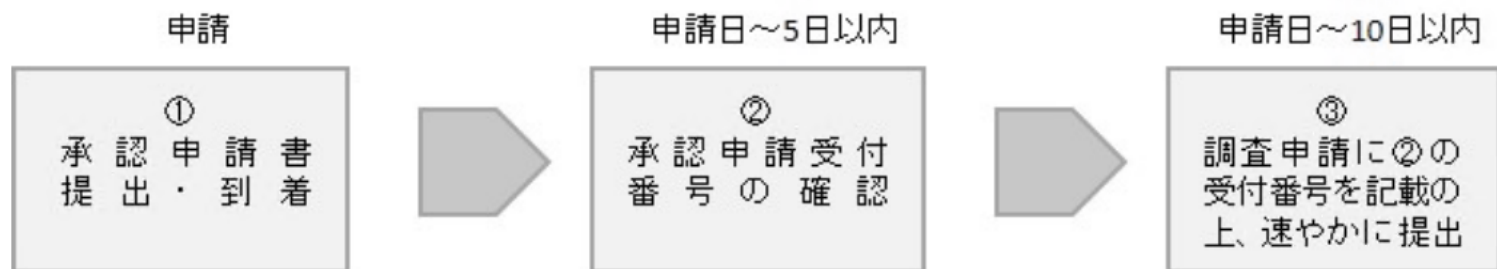 申請
①
承認申請書
提出・到着
申請日～5日以内
②
承認申請受付
番号の確認
申請日～10日以内
③
調査申請に②の
受付番号を記載の
上、速やかに提出